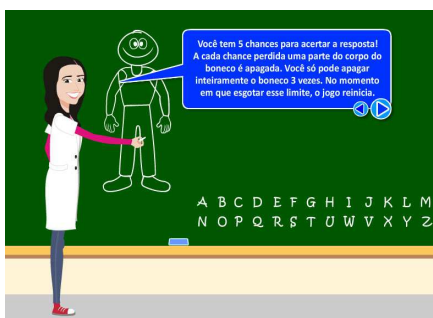 Você tem 5 chances para acertar a resposta!
A cada chance perdida uma parte do corpo do
boneco é apagada. Você só pode apagar
inteiramente o boneco 3 vezes. No momento
em que esgotar esse limite, o jogo reinicia.
A B C D E F G H I J K L M
N O P Q R S T U W V X Y Z